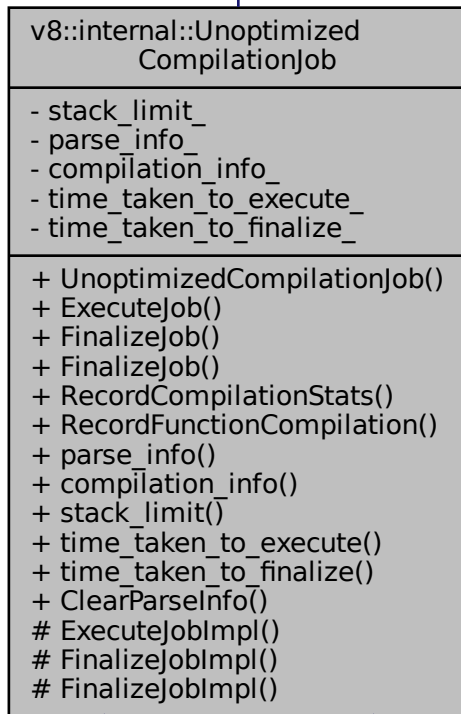 v8::internal::Unoptimized
CompilationJob
- stack_limit_
- parse_info_
- compilation_info_
- time_taken_to_execute_
- time_taken_to_finalize_
+ UnoptimizedCompilationJob()
+ ExecuteJob()
+ FinalizeJob()
+ FinalizeJob()
+ RecordCompilationStats()
+ RecordFunctionCompilation()
+ parse_info()
+ compilation_info()
+ stack_limit()
+ time_taken_to_execute()
+ time_taken_to_finalize()
+ ClearParseInfo()
# ExecuteJobImpl()
# FinalizeJobImpl()
# FinalizeJobImpl()